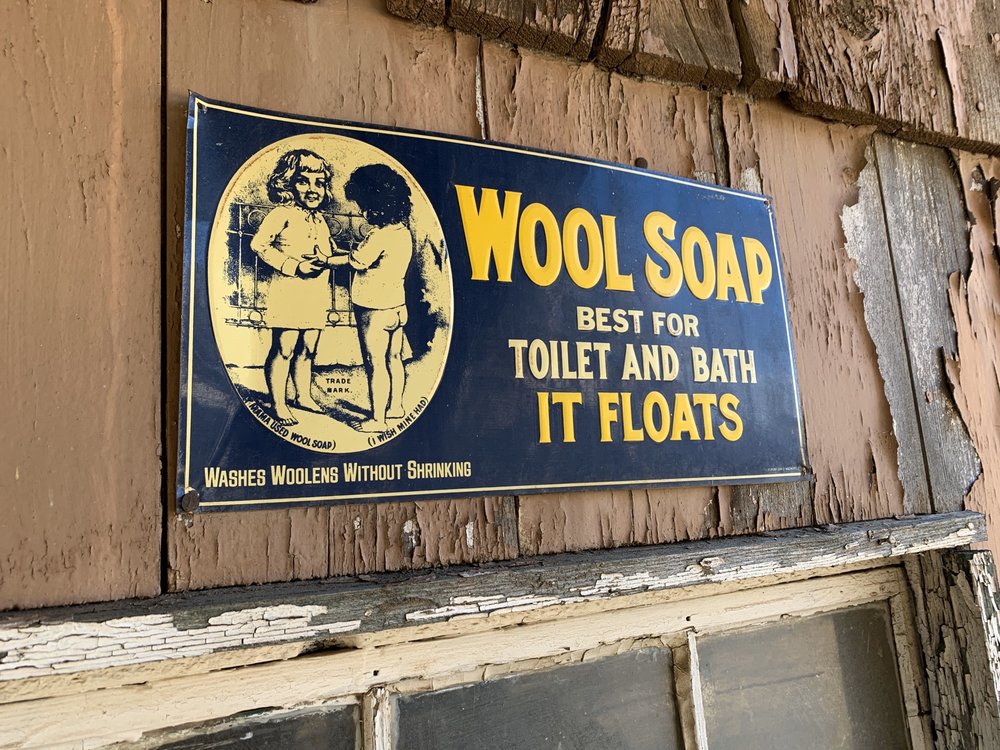 WOOL SOAP
BEST FOR
TOILET AND BATH
IT FLOATS
TRADE
MARK.
USED WOOL SOAP)
(I WISH MINE HAD)
WASHES WOOLENS WITHOUT SHRINKING